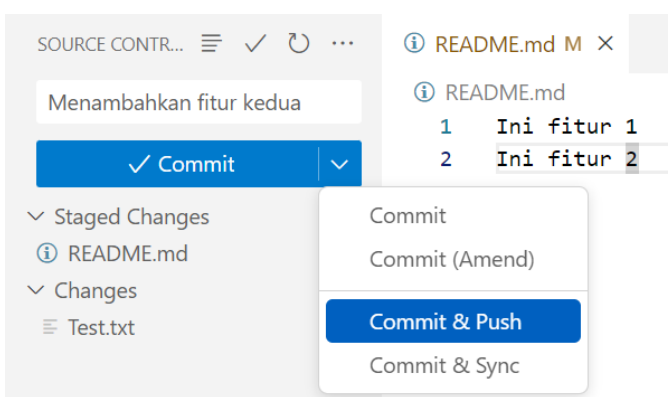 SOURCE CONTR...
Menambahkan fitur kedua
Commit
Staged Changes
README.md
Changes
Test.txt
README.md M
README.md
1 Ini fitur 1
2 Ini fitur 2
Commit
Commit (Amend)
Commit & Push
Commit & Sync